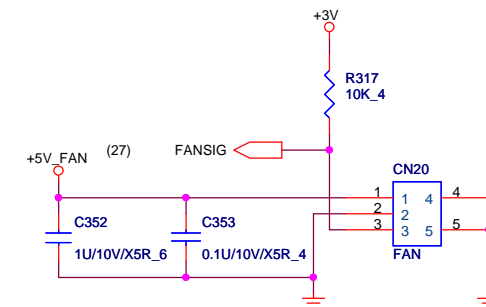 +3V
R317
10K_4
(27)
FANSIG
+5V_FAN
CN20
C352
1U/10V/X5R_6
C353
0.1U/10V/X5R_4
1
2
3
1 4
2
3 5
4
5
FAN